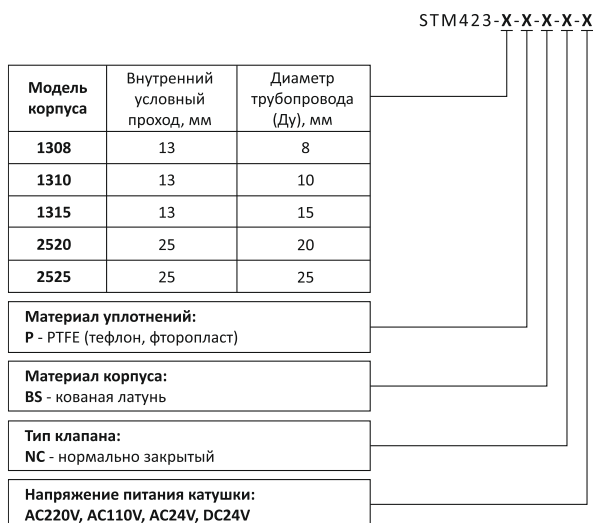 STM423-X-X-X-X-X
Модель корпуса | Внутренний условный проход, мм | Диаметр трубопровода (Ду), мм
1308 | 13 | 8
1310 | 13 | 10
1315 | 13 | 15
2520 | 25 | 20
2525 | 25 | 25
Материал уплотнений:
P - PTFE (тефлон, фторопласт)
Материал корпуса:
BS - кованая латунь
Тип клапана:
NC - нормально закрытый
Напряжение питания катушки:
AC220V, AC110V, AC24V, DC24V